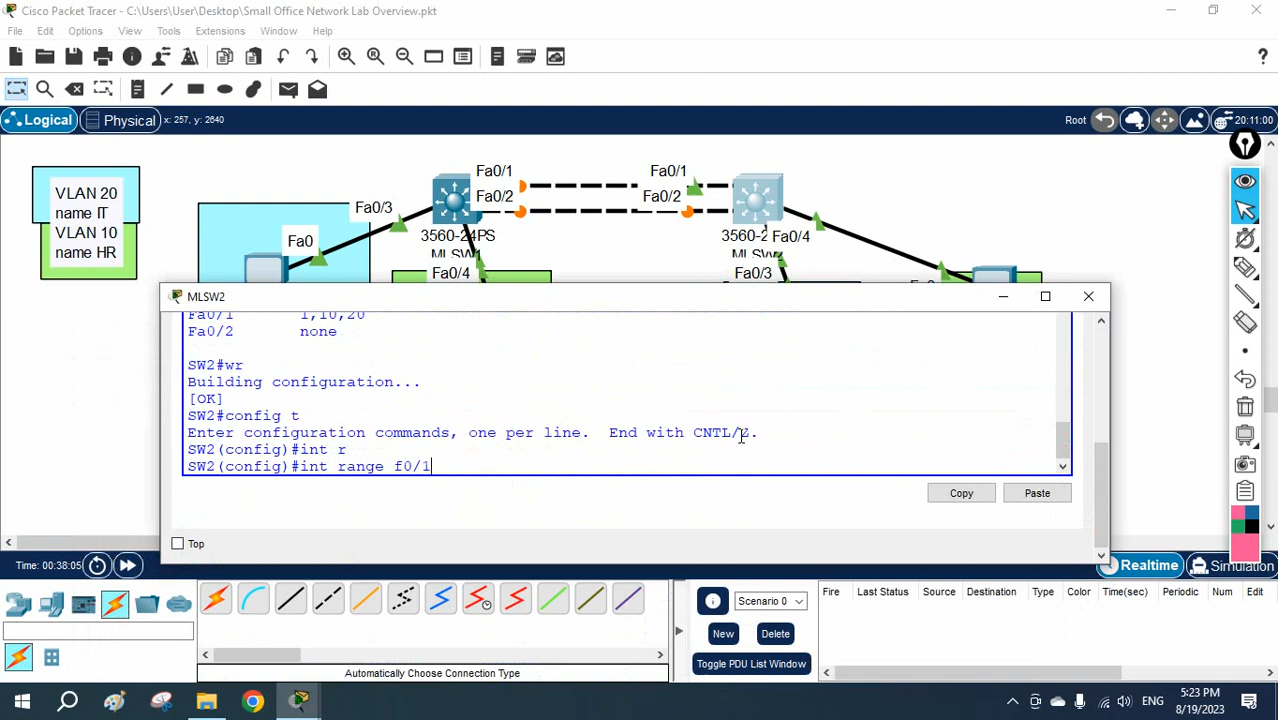 Cisco Packet Tracer - C:\Users\User\Desktop\Small Office Network Lab Overview.pkt
File Edit Options View Tools Extensions Window Help
Logical Physical x: 257, y: 2840 Root 20:11:00
VLAN 20
name IT
VLAN 10
name HR
Fa0/1 Fa0/1
Fa0/2 Fa0/2
Fa0/3
Fa0
3560-24PS
3560-2
Fa0/4
Fa0/4
Fa0/3
MLSW2
Fa0/1 1,10,20
Fa0/2 none
SW2#wr
Building configuration...
[OK]
SW2#config t
Enter configuration commands, one per line. End with CNTL/Z.
SW2(config)#int r
SW2(config)#int range f0/1
Copy Paste
Top
Time: 00:38:05 Realtime Simulation
Scenario 0
New Delete
Toggle PDU List Window
Fire Last Status Source Destination Type Color Time(sec) Periodic Num Edit
Automatically Choose Connection Type
ENG
5:23 PM
8/19/2023